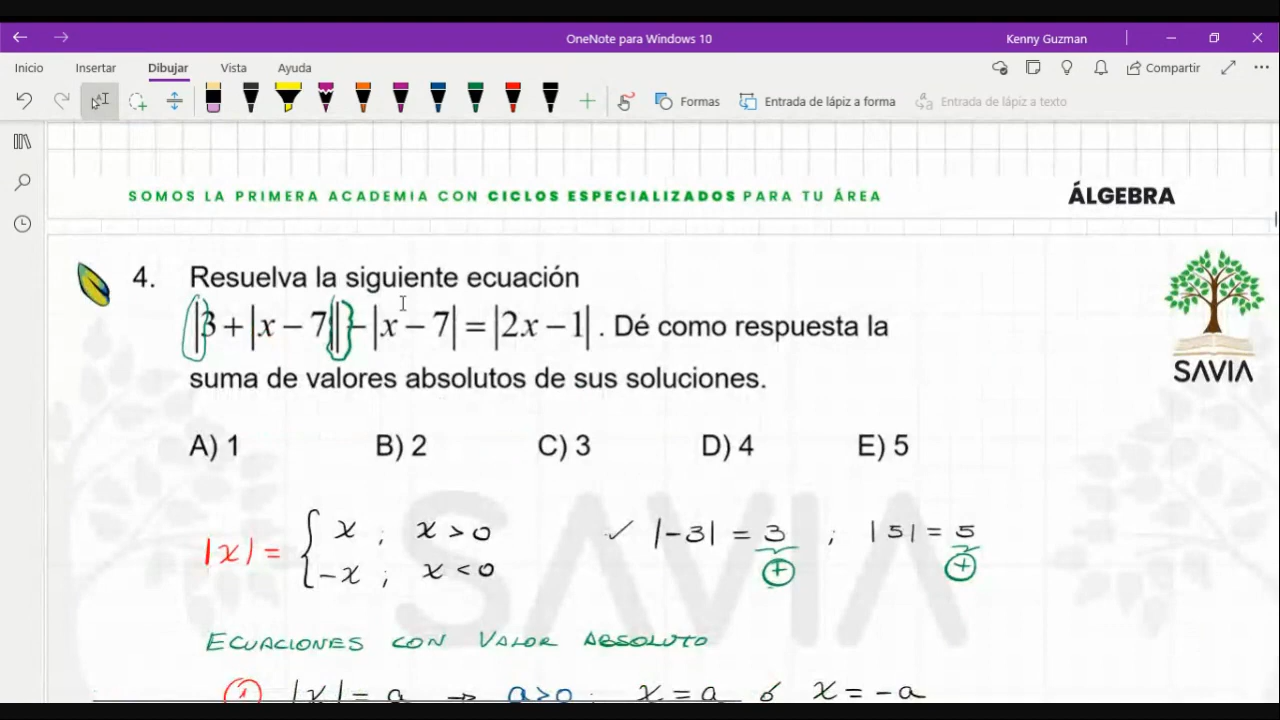 OneNote para Windows 10
Kenny Guzman
Inicio Insertar Dibujar Vista Ayuda
Compartir
Formas Entrada de lápiz a forma Entrada de lápiz a texto
SOMOS LA PRIMERA ACADEMIA CON CICLOS ESPECIALIZADOS PARA TU ÁREA
ÁLGEBRA
4. Resuelva la siguiente ecuación
|3 + |x − 7|| − |x − 7| = |2x − 1| . Dé como respuesta la
suma de valores absolutos de sus soluciones.
SAVIA
A) 1 B) 2 C) 3 D) 4 E) 5
|x| = { x ; x > 0
−x ; x < 0
✓ |−3| = 3 ; |5| = 5
(+) (+)
SAVIA
ECUACIONES CON VALOR ABSOLUTO
① |x| = a → a>0 : x = a ó x = −a